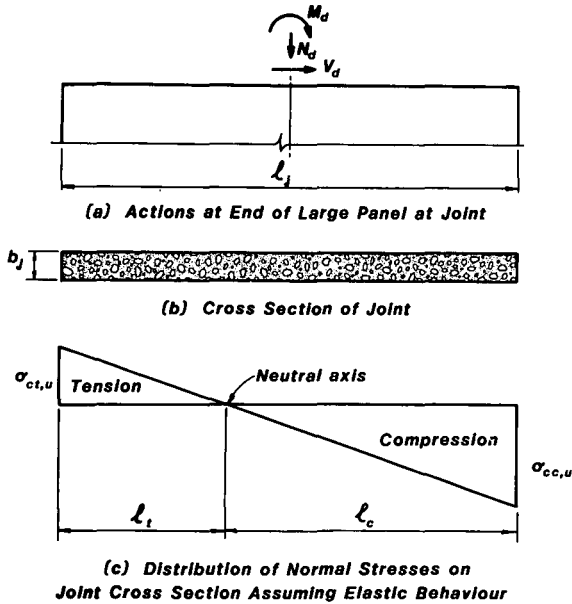 M_d
N_d
V_d
ℓ_j
(a) Actions at End of Large Panel at Joint
b_j
(b) Cross Section of Joint
σ_ct,u
Tension
Neutral axis
Compression
σ_cc,u
ℓ_t
ℓ_c
(c) Distribution of Normal Stresses on
Joint Cross Section Assuming Elastic Behaviour